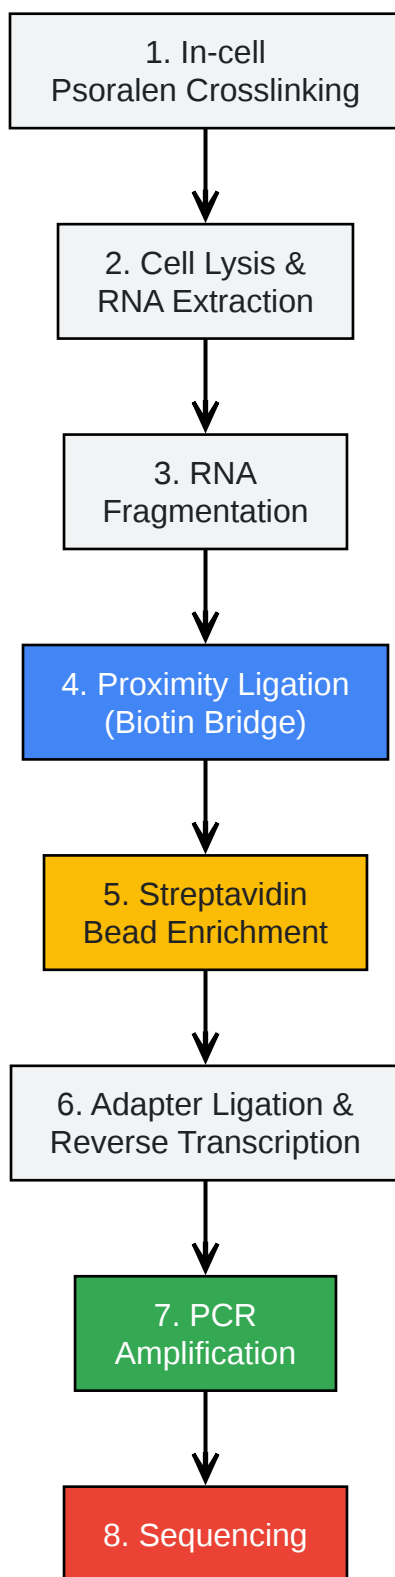 1. In-cell
Psoralen Crosslinking
2. Cell Lysis &
RNA Extraction
3. RNA
Fragmentation
4. Proximity Ligation
(Biotin Bridge)
5. Streptavidin
Bead Enrichment
6. Adapter Ligation &
Reverse Transcription
7. PCR
Amplification
8. Sequencing